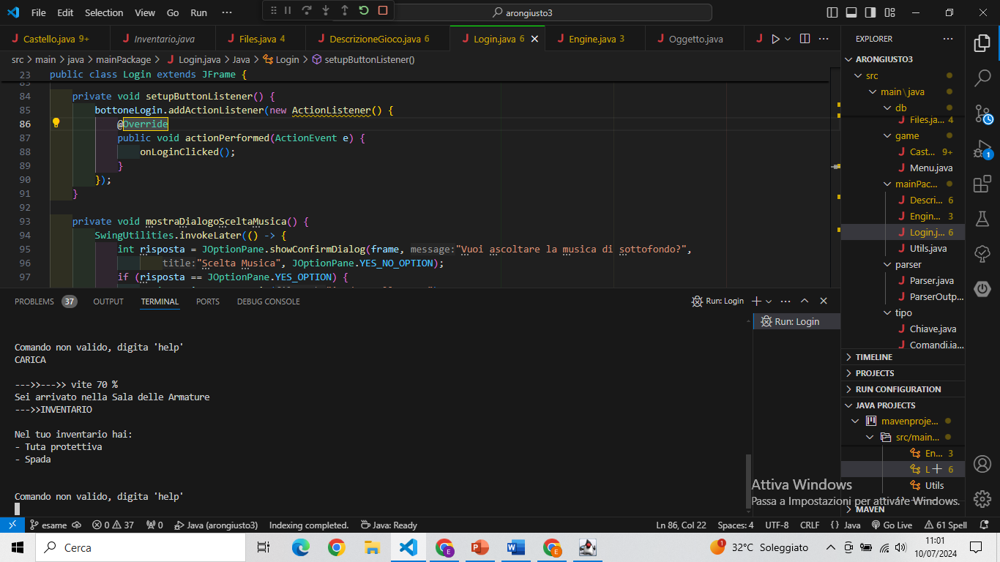 File Edit Selection View Go Run ··· arongiusto3
Castello.java 9+ Inventario.java Files.java 4 DescrizioneGioco.java 6 Login.java 6 Engine.java 3 Oggetto.java
src > main > java > mainPackage > Login.java > Java > Login > setupButtonListener()
23 public class Login extends JFrame {
84 private void setupButtonListener() {
85 bottoneLogin.addActionListener(new ActionListener() {
86 @Override
87 public void actionPerformed(ActionEvent e) {
88 onLoginClicked();
89 }
90 });
91 }
92
93 private void mostraDialogoSceltaMusica() {
94 SwingUtilities.invokeLater(() -> {
95 int risposta = JOptionPane.showConfirmDialog(frame, message:"Vuoi ascoltare la musica di sottofondo?",
96 title:"Scelta Musica", JOptionPane.YES_NO_OPTION);
97 if (risposta == JOptionPane.YES_OPTION) {
PROBLEMS 37 OUTPUT TERMINAL PORTS DEBUG CONSOLE Run: Login
Run: Login
Comando non valido, digita 'help'
CARICA
--->>--->> vite 70 %
Sei arrivato nella Sala delle Armature
--->>INVENTARIO
Nel tuo inventario hai:
- Tuta protettiva
- Spada
Comando non valido, digita 'help'
EXPLORER ···
ARONGIUSTO3
src
main\java
db
Files.ja... 4
game
Cast... 9+
Menu.java
mainPac...
Descri... 6
Engin... 3
Login.j... 6
Utils.java
parser
Parser.java
ParserOutp...
tipo
Chiave.java
Comandi.ja...
TIMELINE
PROJECTS
RUN CONFIGURATION
JAVA PROJECTS
mavenproje...
src/main...
En... 3
L 6
Utils
MAVEN
1
Attiva Windows
Passa a Impostazioni per attivare Windows.
esame 0 37 0 Java (arongiusto3) Indexing completed. Java: Ready Ln 86, Col 22 Spaces: 4 UTF-8 CRLF {} Java Go Live 61 Spell
Cerca 32°C Soleggiato 11:01
10/07/2024